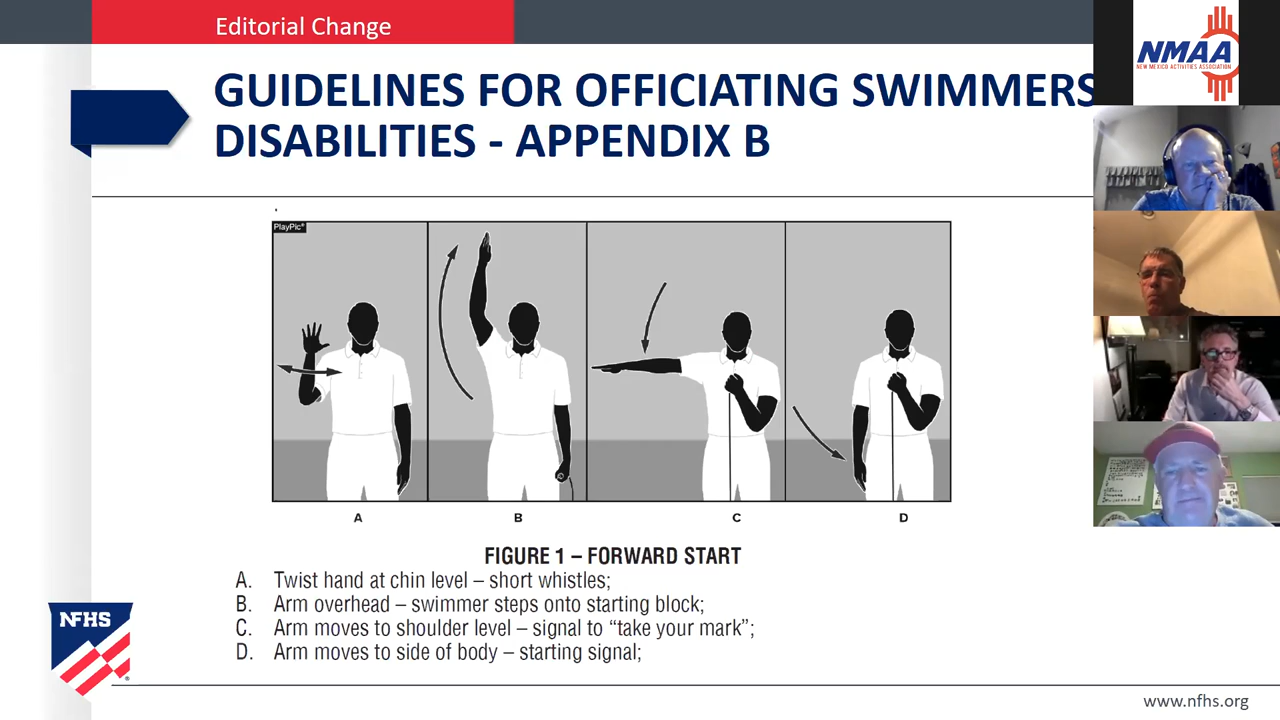 Editorial Change
GUIDELINES FOR OFFICIATING SWIMMERS
DISABILITIES - APPENDIX B
NMAA
NEW MEXICO ACTIVITIES ASSOCIATION
PlayPic®
A
B
C
D
FIGURE 1 – FORWARD START
A. Twist hand at chin level – short whistles;
B. Arm overhead – swimmer steps onto starting block;
C. Arm moves to shoulder level – signal to “take your mark”;
D. Arm moves to side of body – starting signal;
NFHS
www.nfhs.org